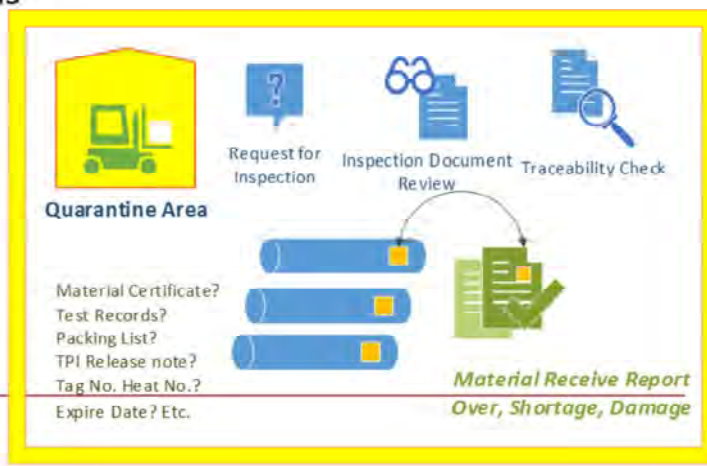 ?
Request for
Inspection
Inspection Document
Review
Traceability Check
Quarantine Area
Material Certificate?
Test Records?
Packing List?
TPI Release note?
Tag No. Heat No.?
Expire Date? Etc.
Material Receive Report
Over, Shortage, Damage